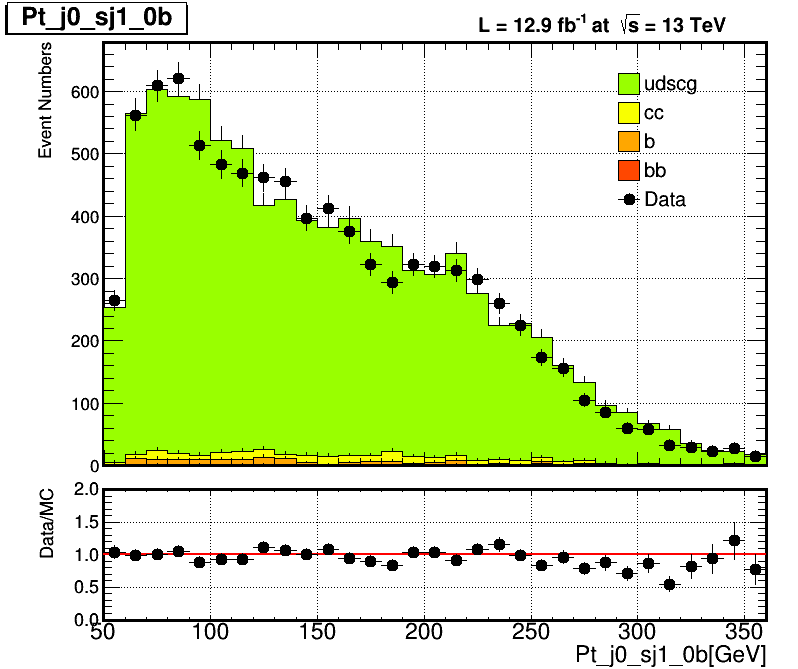 Pt_j0_sj1_0b
L = 12.9 fb⁻¹ at √s = 13 TeV
Event Numbers
600
500
400
300
200
100
0
udscg
cc
b
bb
Data
Data/MC
2.0
1.5
1.0
0.5
0.0
50 100 150 200 250 300 350
Pt_j0_sj1_0b[GeV]